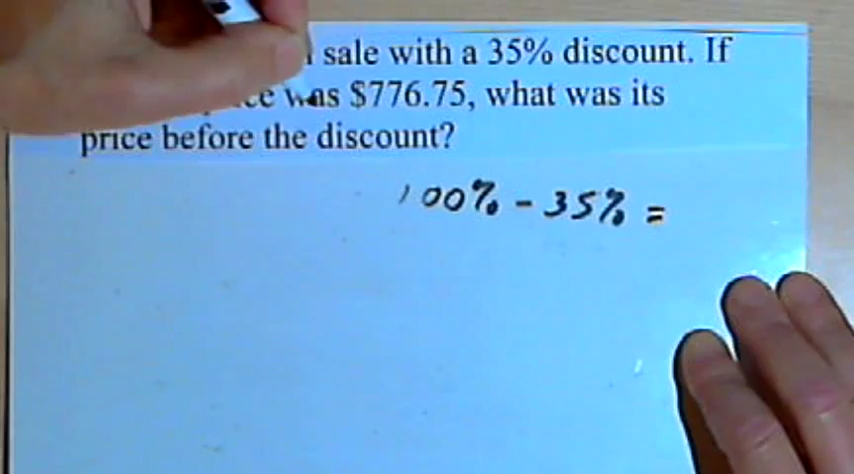 sale with a 35% discount. If
was $776.75, what was its
price before the discount?
100% - 35% =